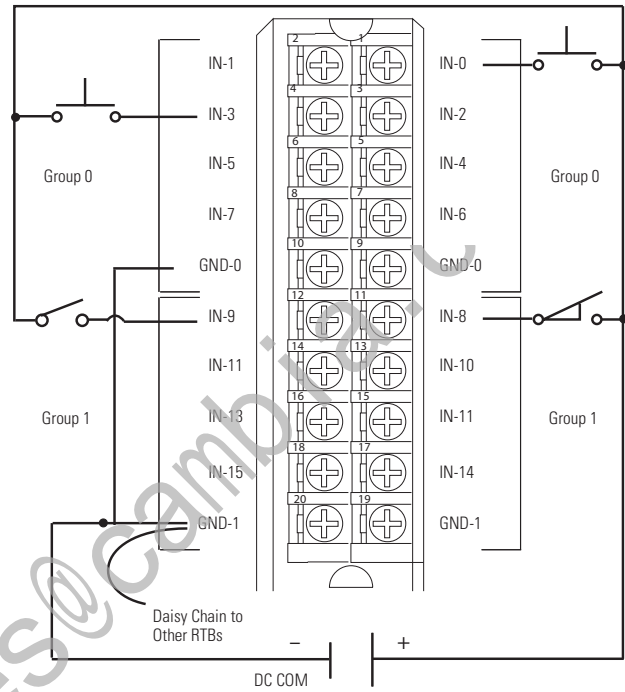 2 1
IN-1 IN-0
4 3
IN-3 IN-2
6 5
Group 0 IN-5 IN-4 Group 0
8 7
IN-7 IN-6
10 9
GND-0 GND-0
12 11
IN-9 IN-8
14 13
IN-11 IN-10
16 15
Group 1 IN-13 IN-11 Group 1
18 17
IN-15 IN-14
20 19
GND-1 GND-1
Daisy Chain to
Other RTBs
– +
DC COM
es@cambia.c